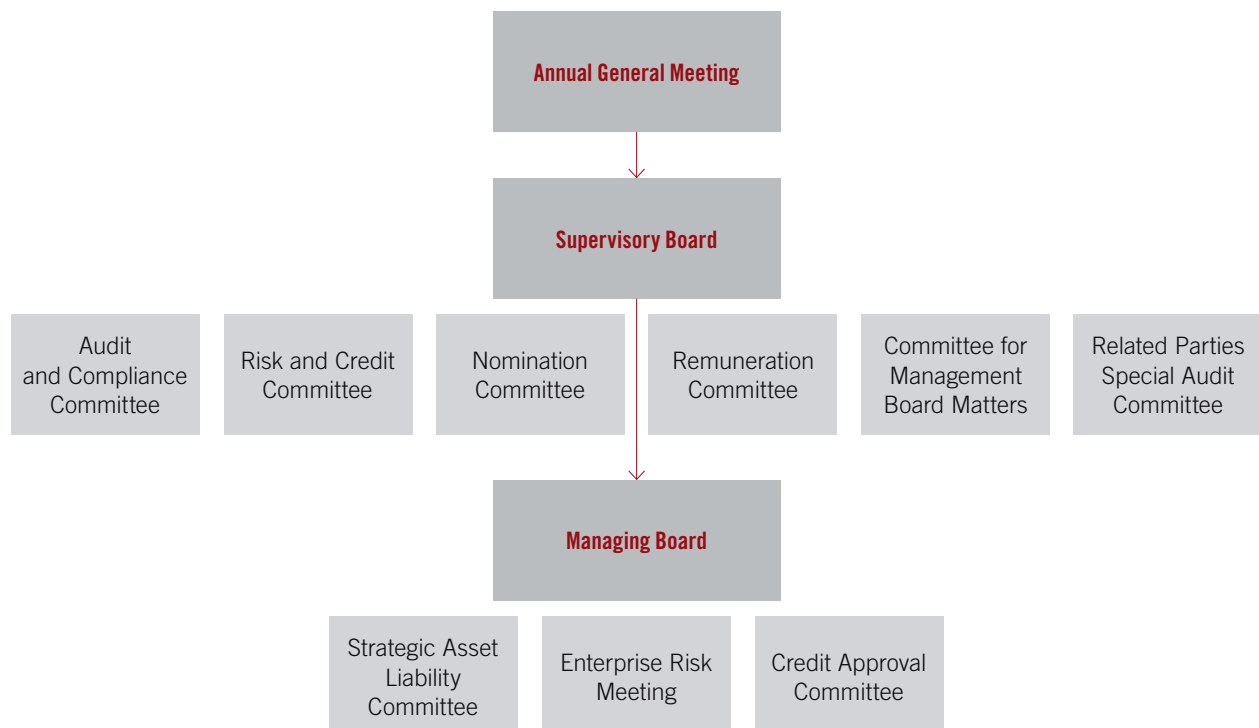 Annual General Meeting
Supervisory Board
Audit
and Compliance
Committee
Risk and Credit
Committee
Nomination
Committee
Remuneration
Committee
Committee for
Management
Board Matters
Related Parties
Special Audit
Committee
Managing Board
Strategic Asset
Liability
Committee
Enterprise Risk
Meeting
Credit Approval
Committee